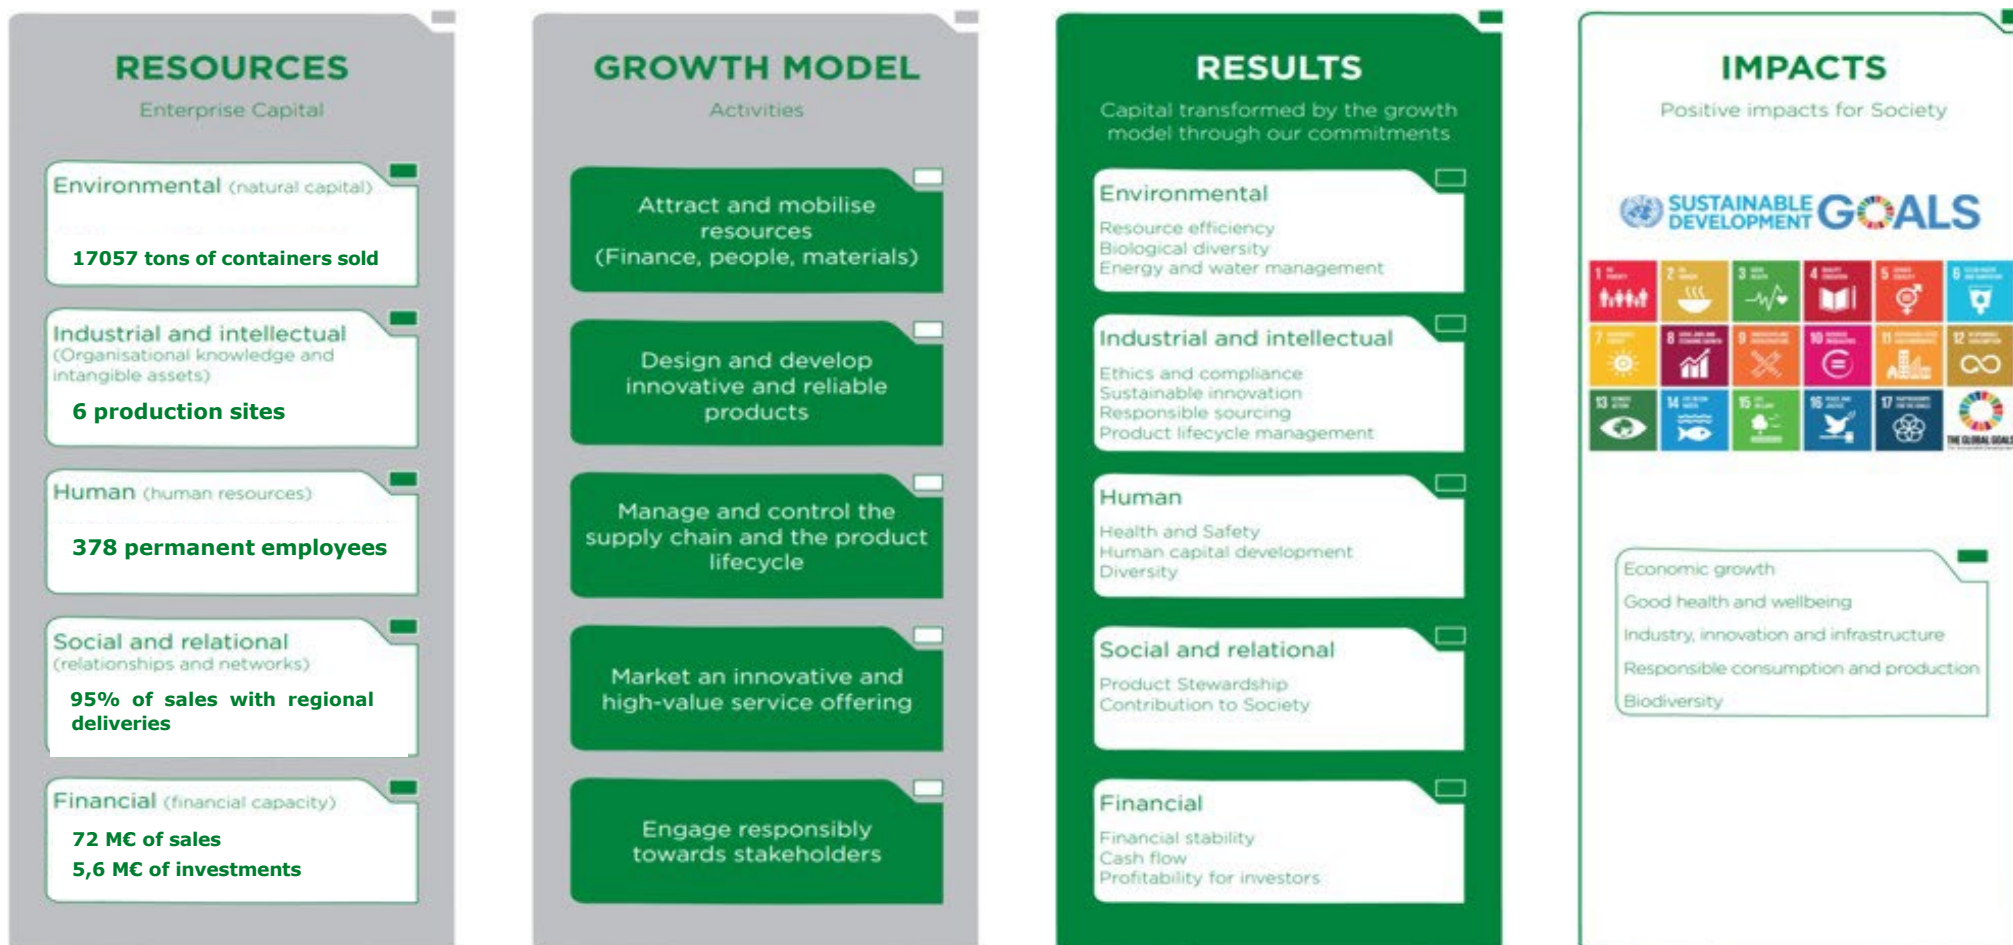 RESOURCES
Enterprise Capital
Environmental (natural capital)
17057 tons of containers sold
Industrial and intellectual
(Organisational knowledge and
intangible assets)
6 production sites
Human (human resources)
378 permanent employees
Social and relational
(relationships and networks)
95% of sales with regional
deliveries
Financial (financial capacity)
72 M€ of sales
5,6 M€ of investments
GROWTH MODEL
Activities
Attract and mobilise
resources
(Finance, people, materials)
Design and develop
innovative and reliable
products
Manage and control the
supply chain and the product
lifecycle
Market an innovative and
high-value service offering
Engage responsibly
towards stakeholders
RESULTS
Capital transformed by the growth
model through our commitments
Environmental
Resource efficiency
Biological diversity
Energy and water management
Industrial and intellectual
Ethics and compliance
Sustainable innovation
Responsible sourcing
Product lifecycle management
Human
Health and Safety
Human capital development
Diversity
Social and relational
Product Stewardship
Contribution to Society
Financial
Financial stability
Cash flow
Profitability for investors
IMPACTS
Positive impacts for Society
SUSTAINABLE
DEVELOPMENT GOALS
1 2 3 4 5 6
7 8 9 10 11 12
13 14 15 16 17
THE GLOBAL GOALS
Economic growth
Good health and wellbeing
Industry, innovation and infrastructure
Responsible consumption and production
Biodiversity